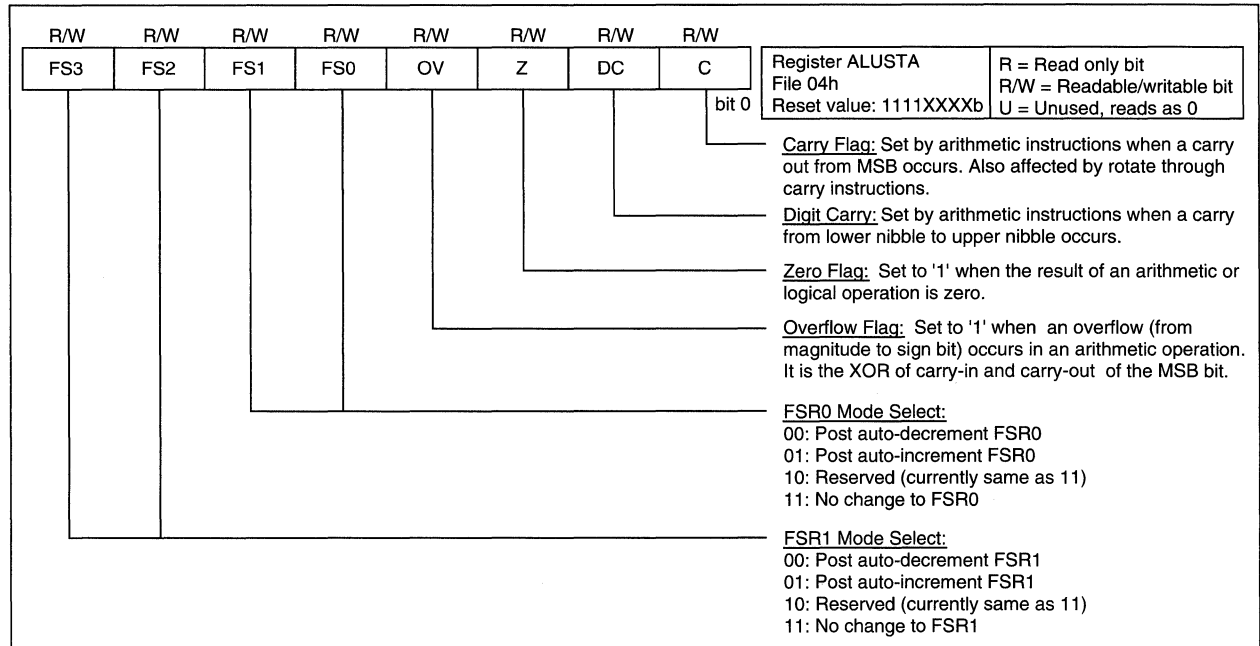 R/W R/W R/W R/W R/W R/W R/W R/W
FS3 FS2 FS1 FS0 OV Z DC C
bit 0
Register ALUSTA
File 04h
Reset value: 1111XXXXb
R = Read only bit
R/W = Readable/writable bit
U = Unused, reads as 0
Carry Flag: Set by arithmetic instructions when a carry
out from MSB occurs. Also affected by rotate through
carry instructions.
Digit Carry: Set by arithmetic instructions when a carry
from lower nibble to upper nibble occurs.
Zero Flag: Set to '1' when the result of an arithmetic or
logical operation is zero.
Overflow Flag: Set to '1' when an overflow (from
magnitude to sign bit) occurs in an arithmetic operation.
It is the XOR of carry-in and carry-out of the MSB bit.
FSR0 Mode Select:
00: Post auto-decrement FSR0
01: Post auto-increment FSR0
10: Reserved (currently same as 11)
11: No change to FSR0
FSR1 Mode Select:
00: Post auto-decrement FSR1
01: Post auto-increment FSR1
10: Reserved (currently same as 11)
11: No change to FSR1